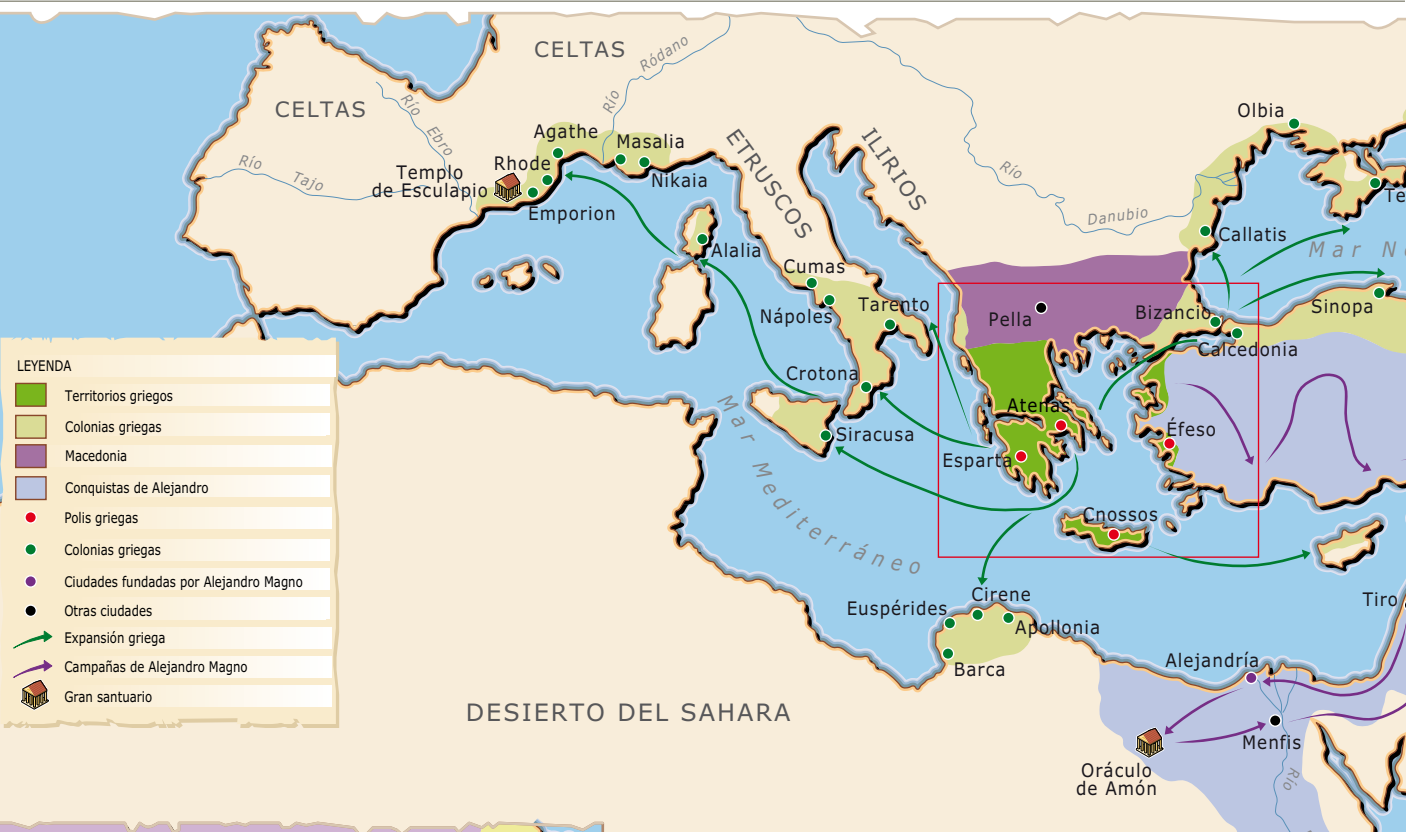 CELTAS
CELTAS
Río
Ródano
Río
Ebro
Río
Tajo
Agathe
Masalia
Rhode
Nikaia
Templo
de Esculapio
Emporion
ETRUSCOS
ILIRIOS
Río
Danubio
Olbia
Te
Callatis
Mar N
Alalia
Cumas
Nápoles
Tarento
Crotona
Siracusa
Pella
Bizancio
Calcedonia
Sinopa
Atenas
Esparta
Éfeso
Cnossos
Mar Mediterráneo
Euspérides
Cirene
Apollonia
Barca
Tiro
Alejandría
Menfis
Río
Oráculo
de Amón
DESIERTO DEL SAHARA
LEYENDA
Territorios griegos
Colonias griegas
Macedonia
Conquistas de Alejandro
Polis griegas
Colonias griegas
Ciudades fundadas por Alejandro Magno
Otras ciudades
Expansión griega
Campañas de Alejandro Magno
Gran santuario